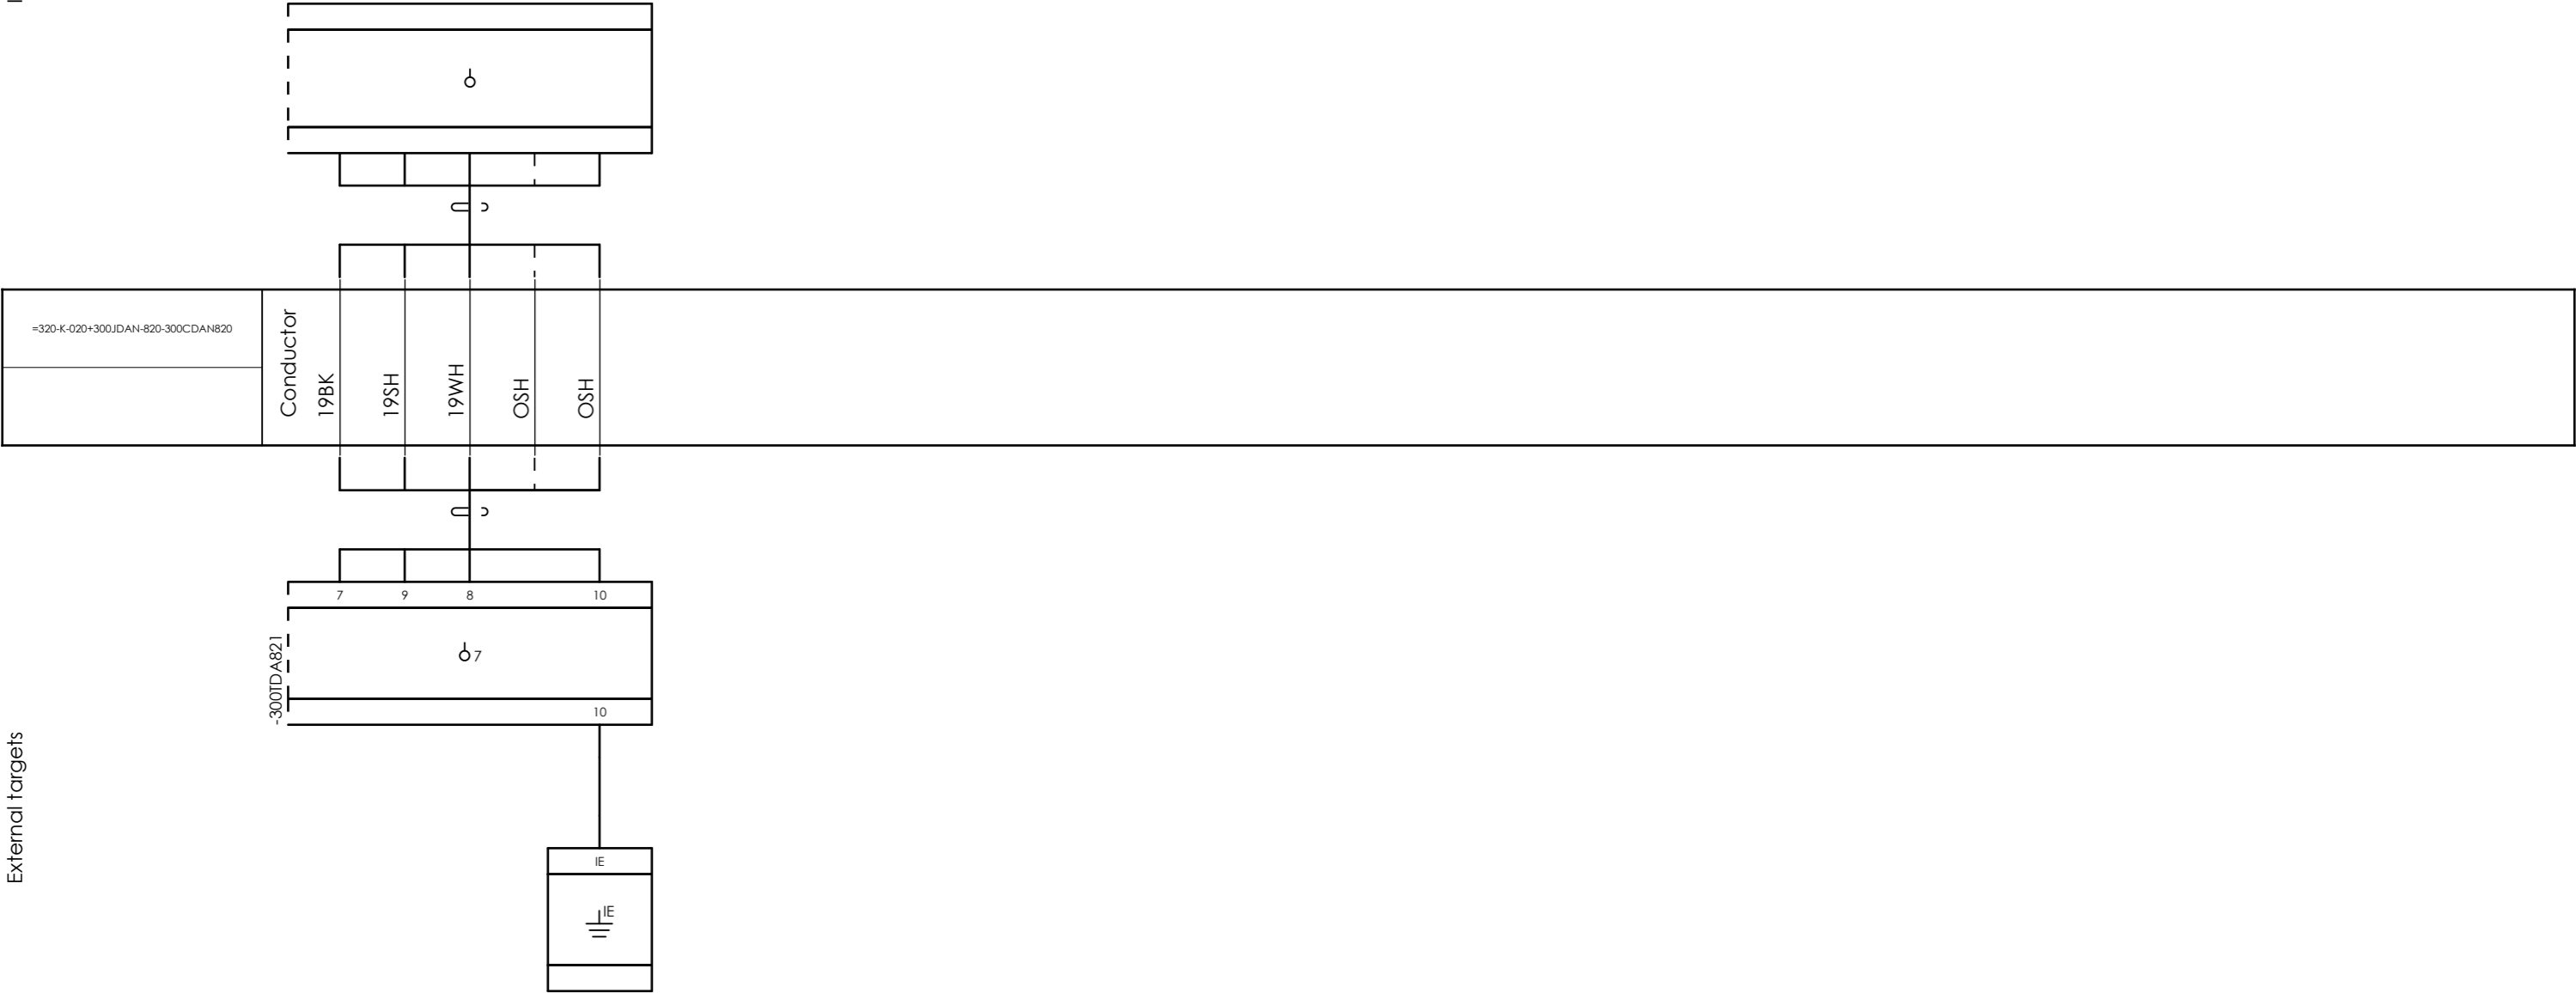 =320-K-020+300JDAN-820-300CDAN820
Conductor
19BK
19SH
19WH
OSH
OSH
7
9
8
10
-300TDA821
7
10
External targets
IE
IE